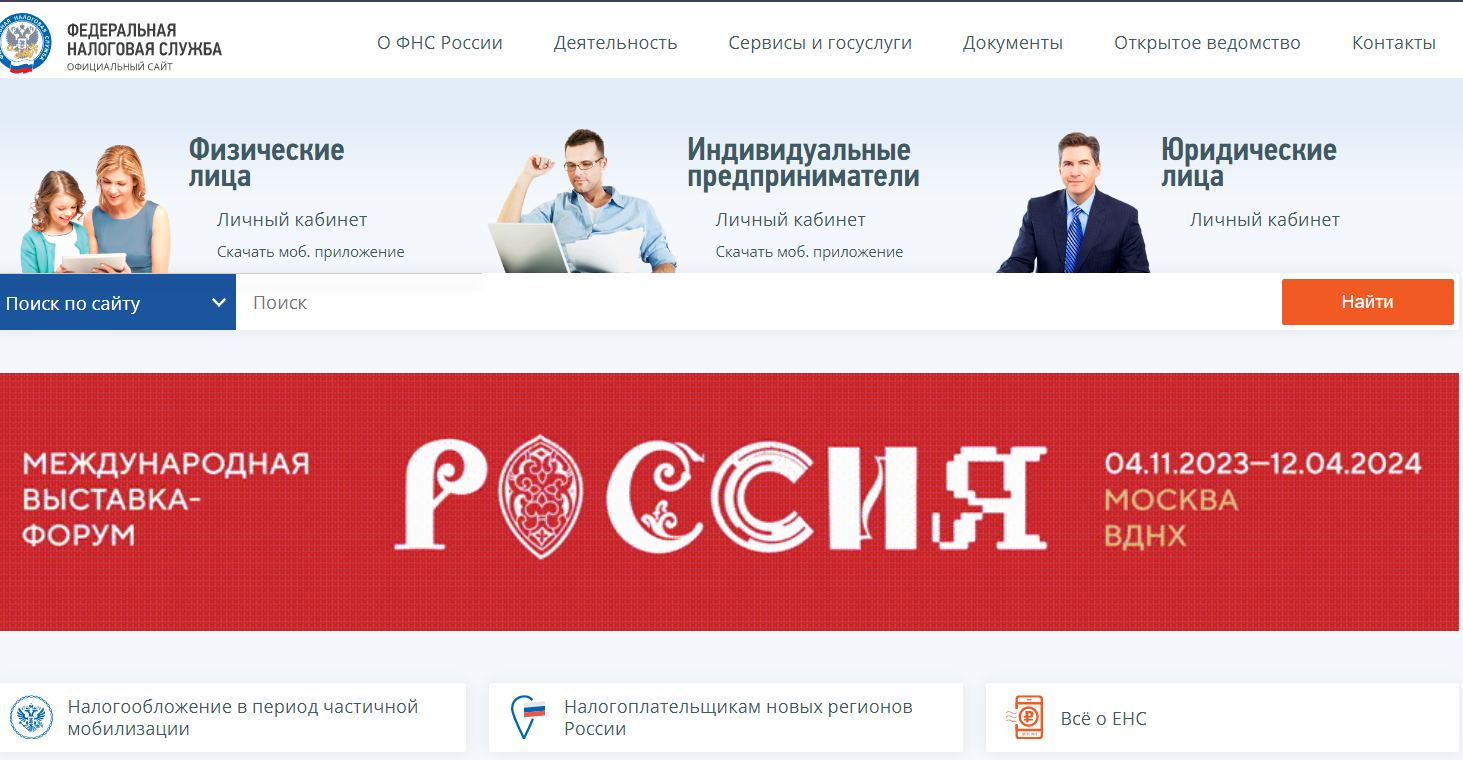 ФЕДЕРАЛЬНАЯ
НАЛОГОВАЯ СЛУЖБА
ОФИЦИАЛЬНЫЙ САЙТ
О ФНС России
Деятельность
Сервисы и госуслуги
Документы
Открытое ведомство
Контакты
Физические
лица
Личный кабинет
Скачать моб. приложение
Индивидуальные
предприниматели
Личный кабинет
Скачать моб. приложение
Юридические
лица
Личный кабинет
Поиск по сайту
Поиск
Найти
МЕЖДУНАРОДНАЯ
ВЫСТАВКА-
ФОРУМ
РОССИЯ
04.11.2023—12.04.2024
МОСКВА
ВДНХ
Налогообложение в период частичной
мобилизации
Налогоплательщикам новых регионов
России
Всё о ЕНС